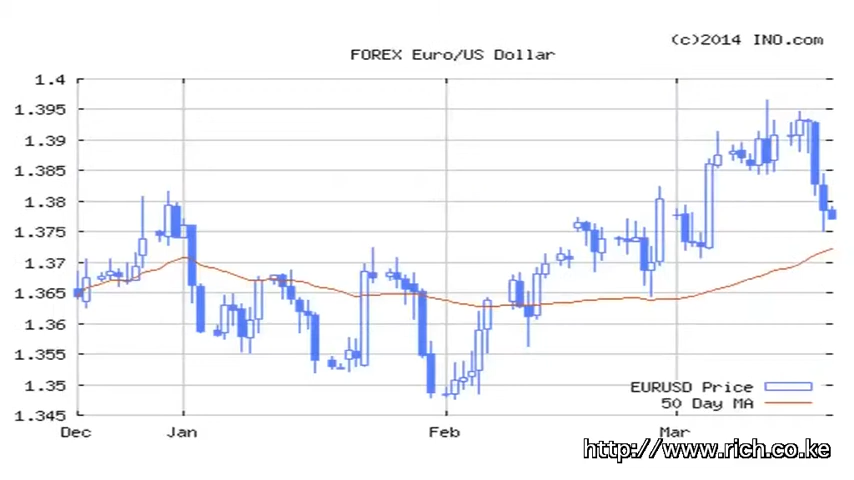 (c)2014 INO.com
FOREX Euro/US Dollar
1.4
1.395
1.39
1.385
1.38
1.375
1.37
1.365
1.36
1.355
1.35
1.345
EURUSD Price
50 Day MA
Dec Jan Feb Mar
http://www.rich.co.ke